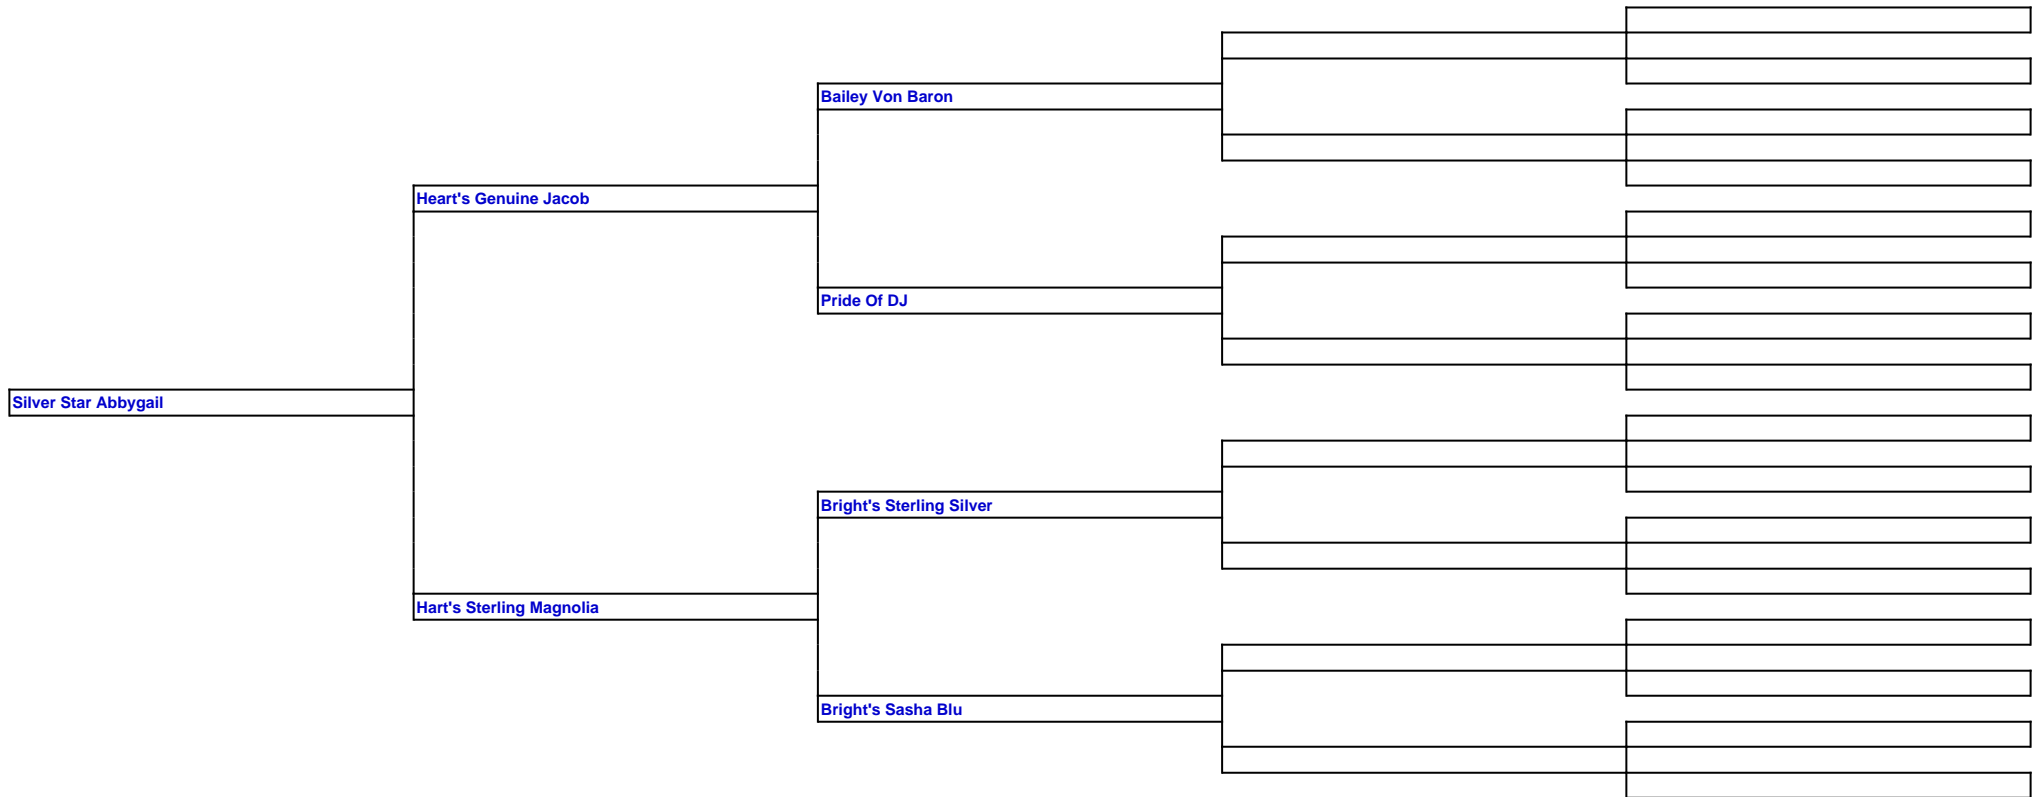 Bailey Von Baron
Heart's Genuine Jacob
Pride Of DJ
Silver Star Abbygail
Bright's Sterling Silver
Hart's Sterling Magnolia
Bright's Sasha Blu